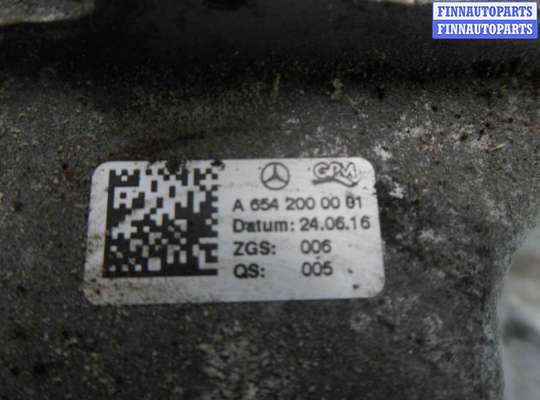 FINNAUTOPARTS
FINNAUTOPARTS
GPM
A 654 200 00 01
Datum: 24.06.16
ZGS: 006
QS: 005